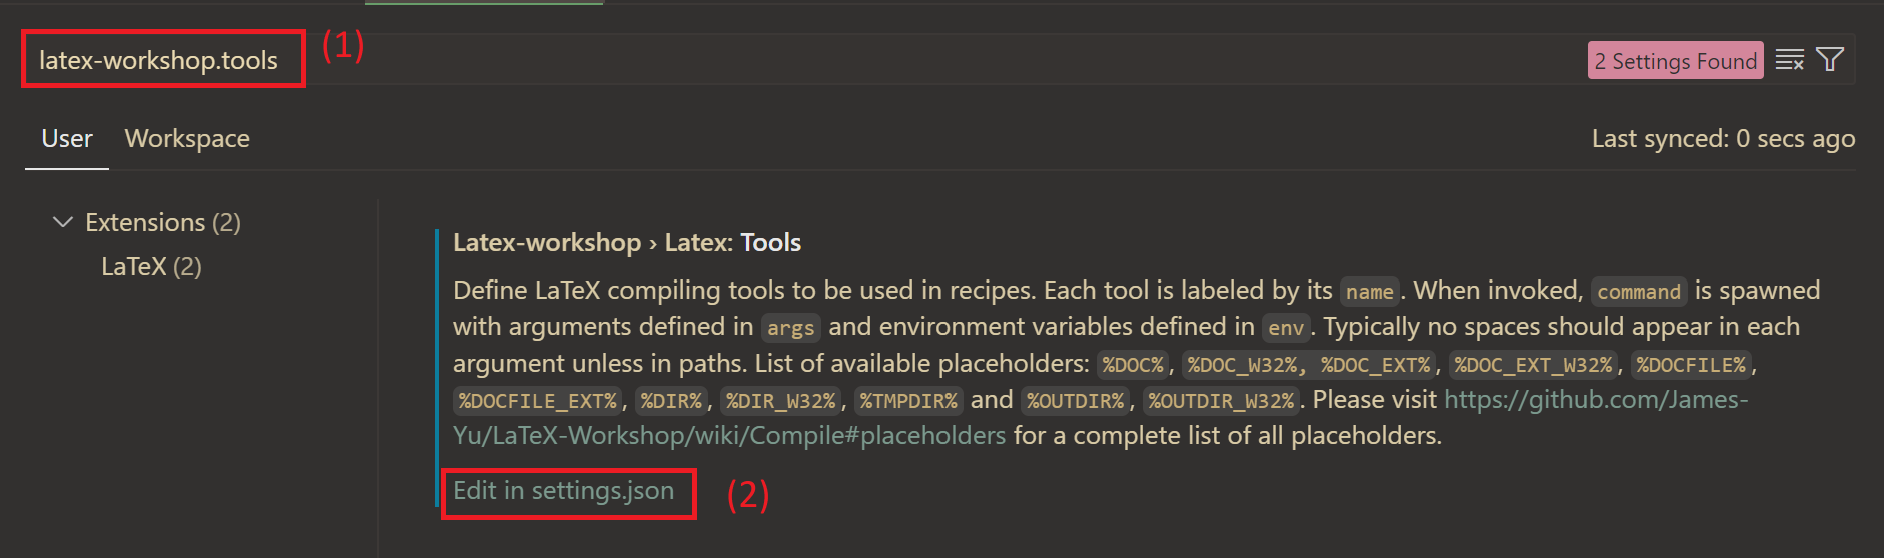 latex-workshop.tools
(1)
2 Settings Found
User
Workspace
Last synced: 0 secs ago
Extensions (2)
LaTeX (2)
Latex-workshop › Latex: Tools
Define LaTeX compiling tools to be used in recipes. Each tool is labeled by its name. When invoked, command is spawned
with arguments defined in args and environment variables defined in env. Typically no spaces should appear in each
argument unless in paths. List of available placeholders: %DOC%, %DOC_W32%, %DOC_EXT%, %DOC_EXT_W32%, %DOCFILE%,
%DOCFILE_EXT%, %DIR%, %DIR_W32%, %TMPDIR% and %OUTDIR%, %OUTDIR_W32%. Please visit https://github.com/James-
Yu/LaTeX-Workshop/wiki/Compile#placeholders for a complete list of all placeholders.
Edit in settings.json
(2)